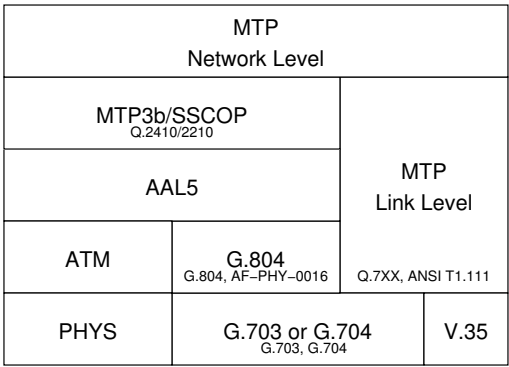 MTP
Network Level
MTP3b/SSCOP
Q.2410/2210
AAL5
MTP
Link Level
Q.7XX, ANSI T1.111
ATM
G.804
G.804, AF−PHY−0016
PHYS
G.703 or G.704
G.703, G.704
V.35